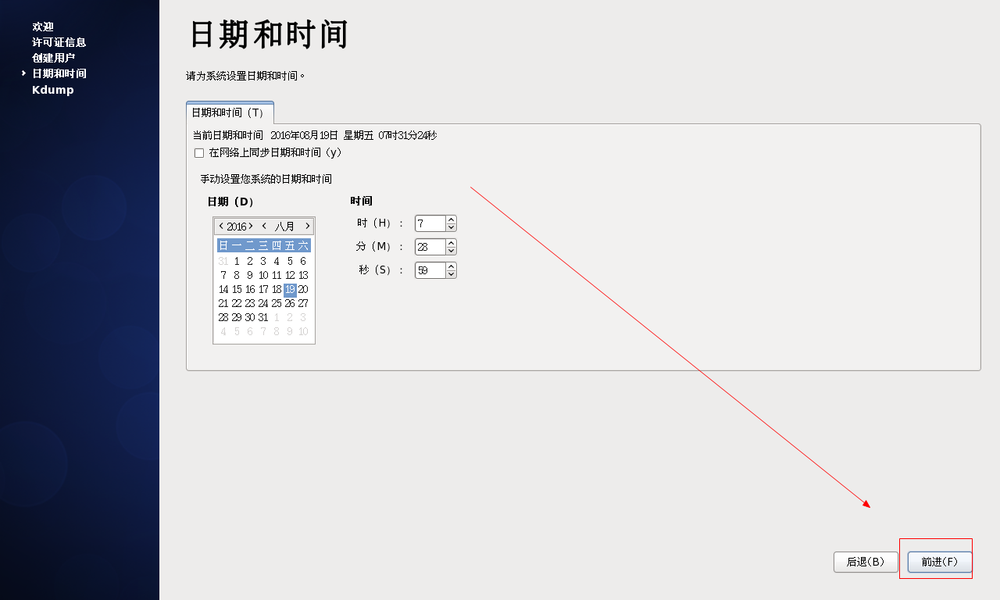 欢迎
许可证信息
创建用户
日期和时间
Kdump
日期和时间
请为系统设置日期和时间。
日期和时间（T）
当前日期和时间 2016年08月19日 星期五 07时31分24秒
在网络上同步日期和时间（y）
手动设置您系统的日期和时间
日期（D）
2016 八月
日 一 二 三 四 五 六
31 1 2 3 4 5 6
7 8 9 10 11 12 13
14 15 16 17 18 19 20
21 22 23 24 25 26 27
28 29 30 31 1 2 3
4 5 6 7 8 9 10
时间
时（H）： 7
分（M）： 28
秒（S）： 59
后退(B)
前进(F)